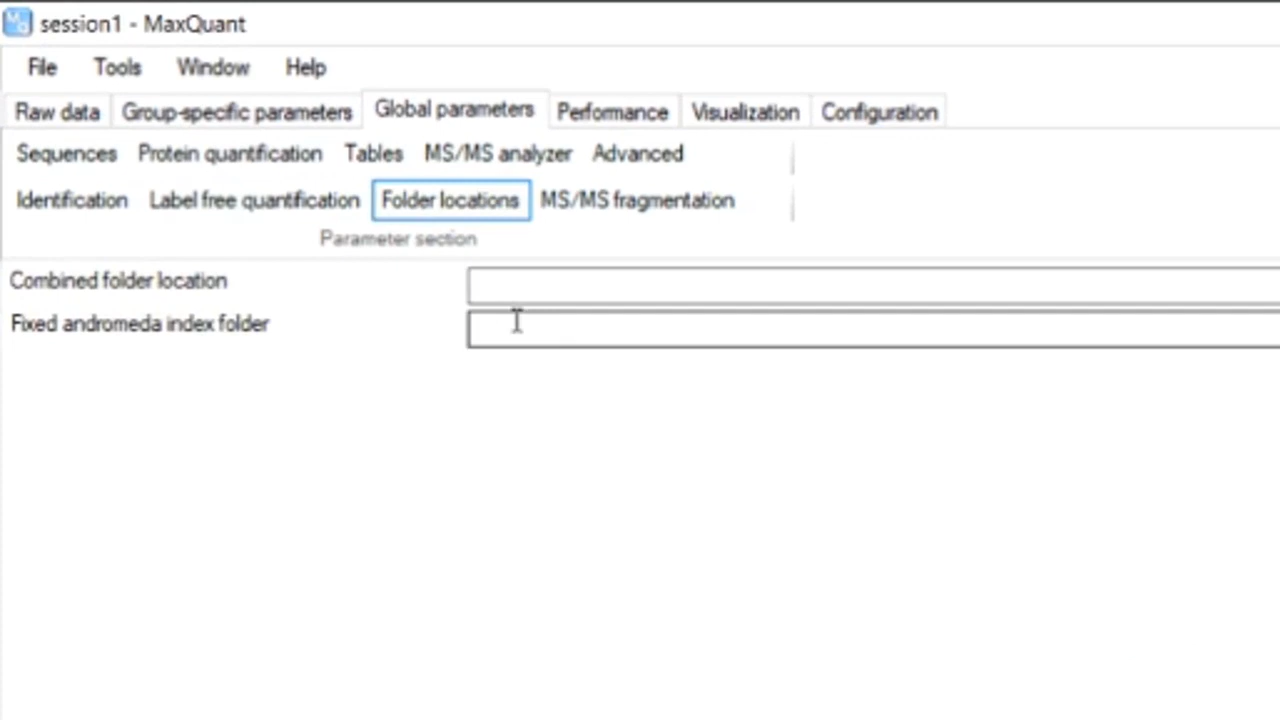 session1 - MaxQuant
File Tools Window Help
Raw data Group-specific parameters Global parameters Performance Visualization Configuration
Sequences Protein quantification Tables MS/MS analyzer Advanced
Identification Label free quantification Folder locations MS/MS fragmentation
Parameter section
Combined folder location
Fixed andromeda index folder